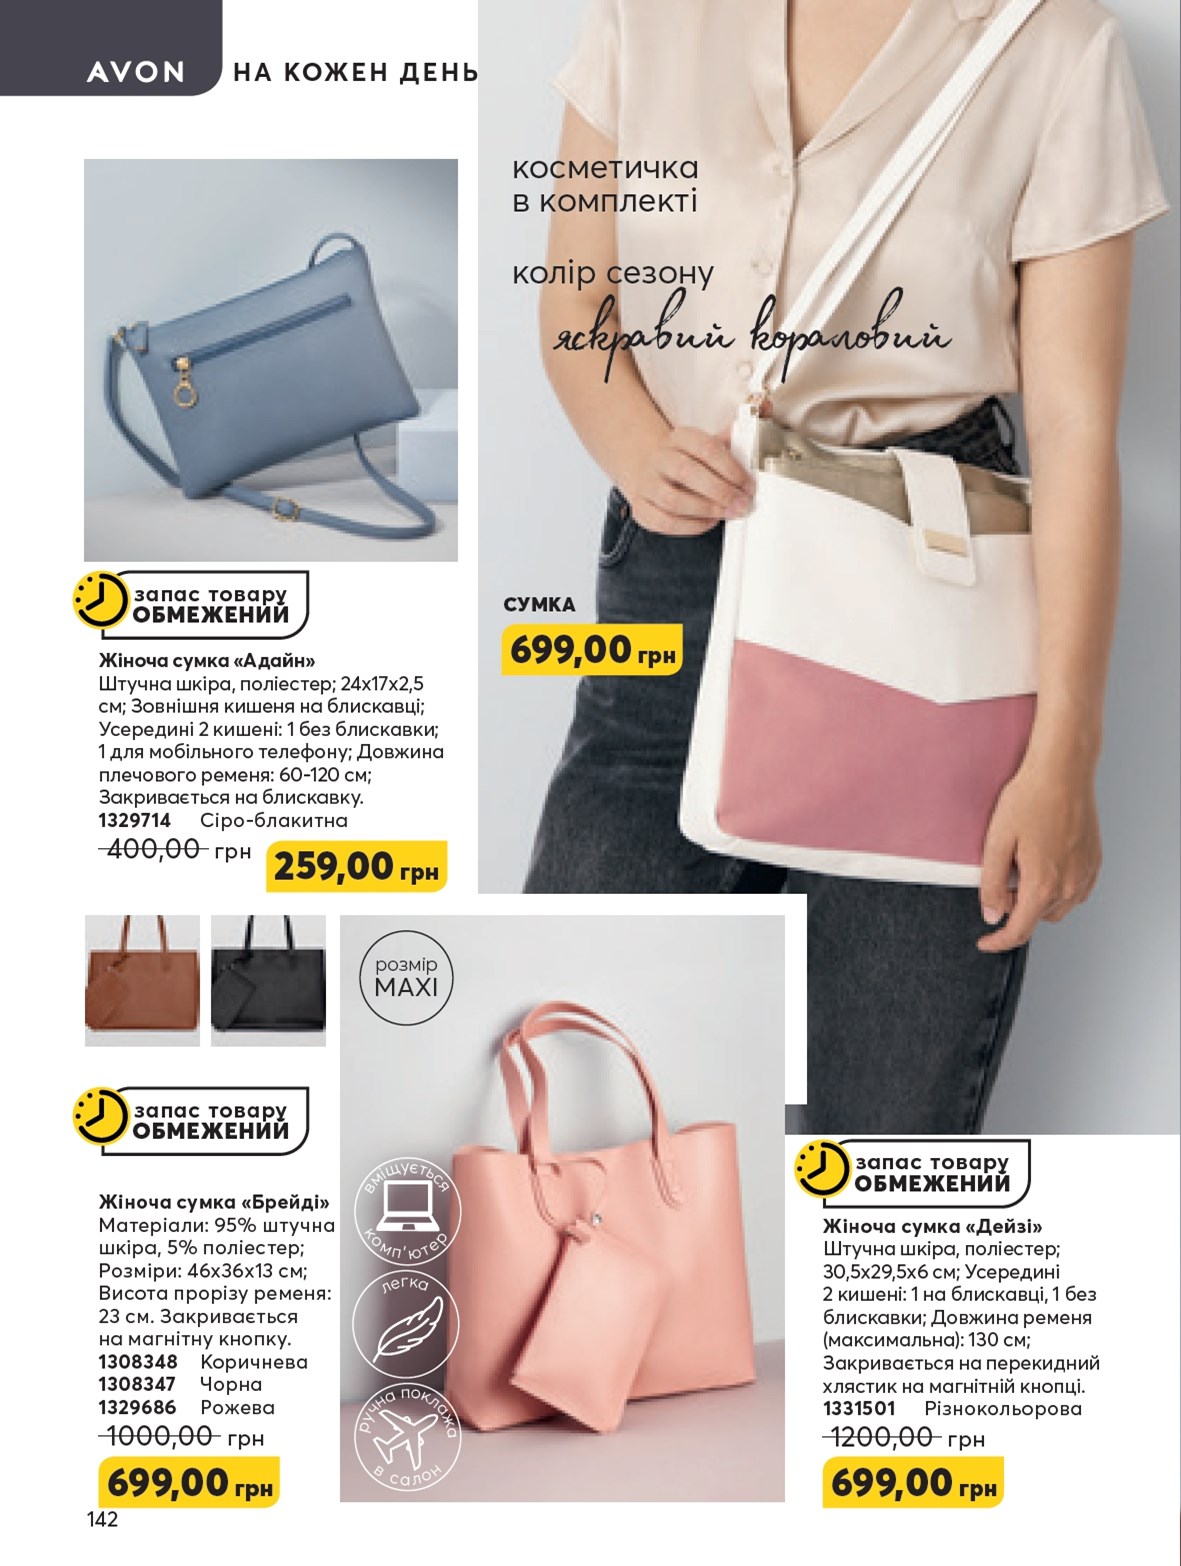 AVON НА КОЖЕН ДЕНЬ
косметичка
в комплекті
колір сезону
яскравий кораловий
СУМКА
699,00 грн
запас товару
ОБМЕЖЕНИЙ
Жіноча сумка «Адайн»
Штучна шкіра, поліестер; 24х17х2,5
см; Зовнішня кишеня на блискавці;
Усередині 2 кишені: 1 без блискавки;
1 для мобільного телефону; Довжина
плечового ременя: 60-120 см;
Закривається на блискавку.
1329714 Сіро-блакитна
400,00 грн
259,00 грн
розмір
MAXI
запас товару
ОБМЕЖЕНИЙ
Жіноча сумка «Брейді»
Матеріали: 95% штучна
шкіра, 5% поліестер;
Розміри: 46х36х13 см;
Висота прорізу ременя:
23 см. Закривається
на магнітну кнопку.
1308348 Коричнева
1308347 Чорна
1329686 Рожева
1000,00 грн
699,00 грн
вміщується
комп'ютер
легка
ручна поклажа
в салон
запас товару
ОБМЕЖЕНИЙ
Жіноча сумка «Дейзі»
Штучна шкіра, поліестер;
30,5х29,5х6 см; Усередині
2 кишені: 1 на блискавці, 1 без
блискавки; Довжина ременя
(максимальна): 130 см;
Закривається на перекидний
хлястик на магнітній кнопці.
1331501 Різнокольорова
1200,00 грн
699,00 грн
142